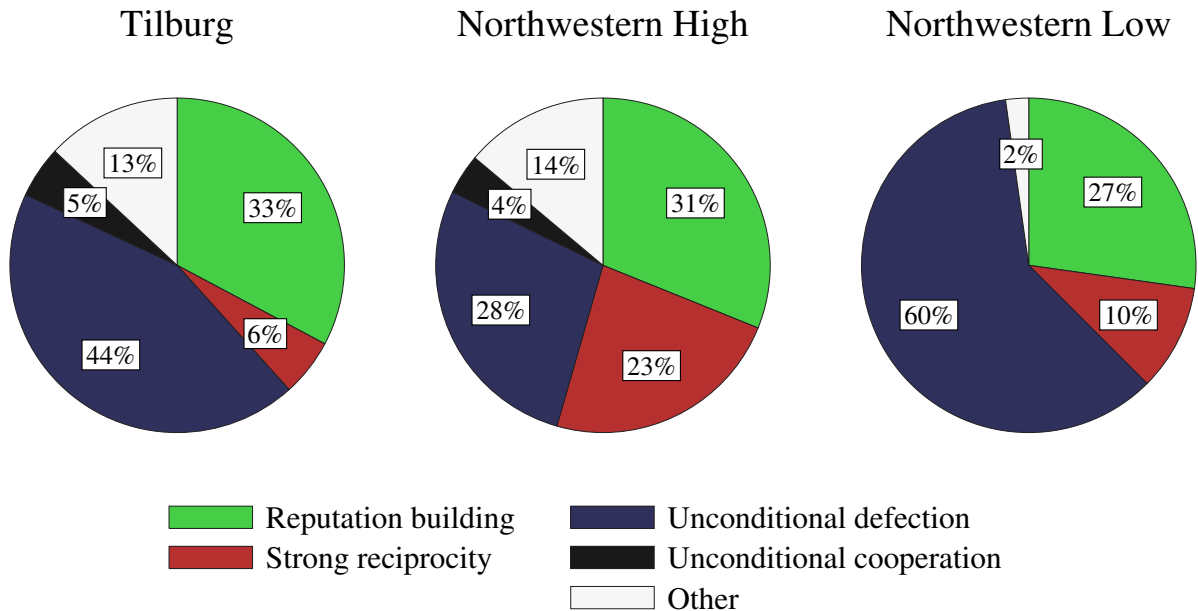 Tilburg
Northwestern High
Northwestern Low
13%
33%
5%
6%
44%
14%
31%
4%
28%
23%
2%
27%
60%
10%
Reputation building
Strong reciprocity
Unconditional defection
Unconditional cooperation
Other